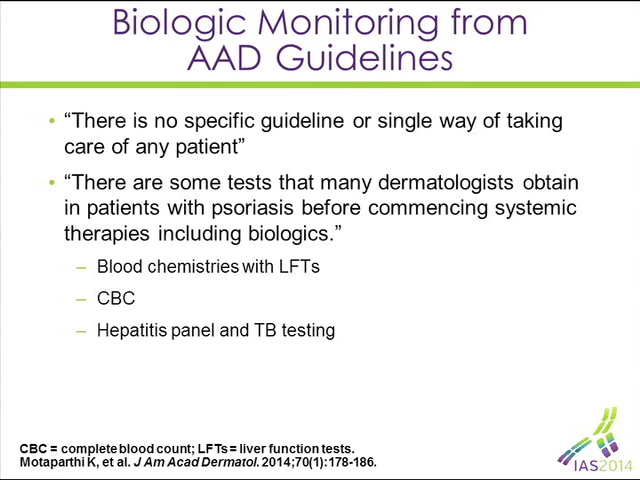 Biologic Monitoring from
AAD Guidelines
• “There is no specific guideline or single way of taking
care of any patient”
• “There are some tests that many dermatologists obtain
in patients with psoriasis before commencing systemic
therapies including biologics.”
– Blood chemistries with LFTs
– CBC
– Hepatitis panel and TB testing
CBC = complete blood count; LFTs = liver function tests.
Motaparthi K, et al. J Am Acad Dermatol. 2014;70(1):178-186.
IAS2014